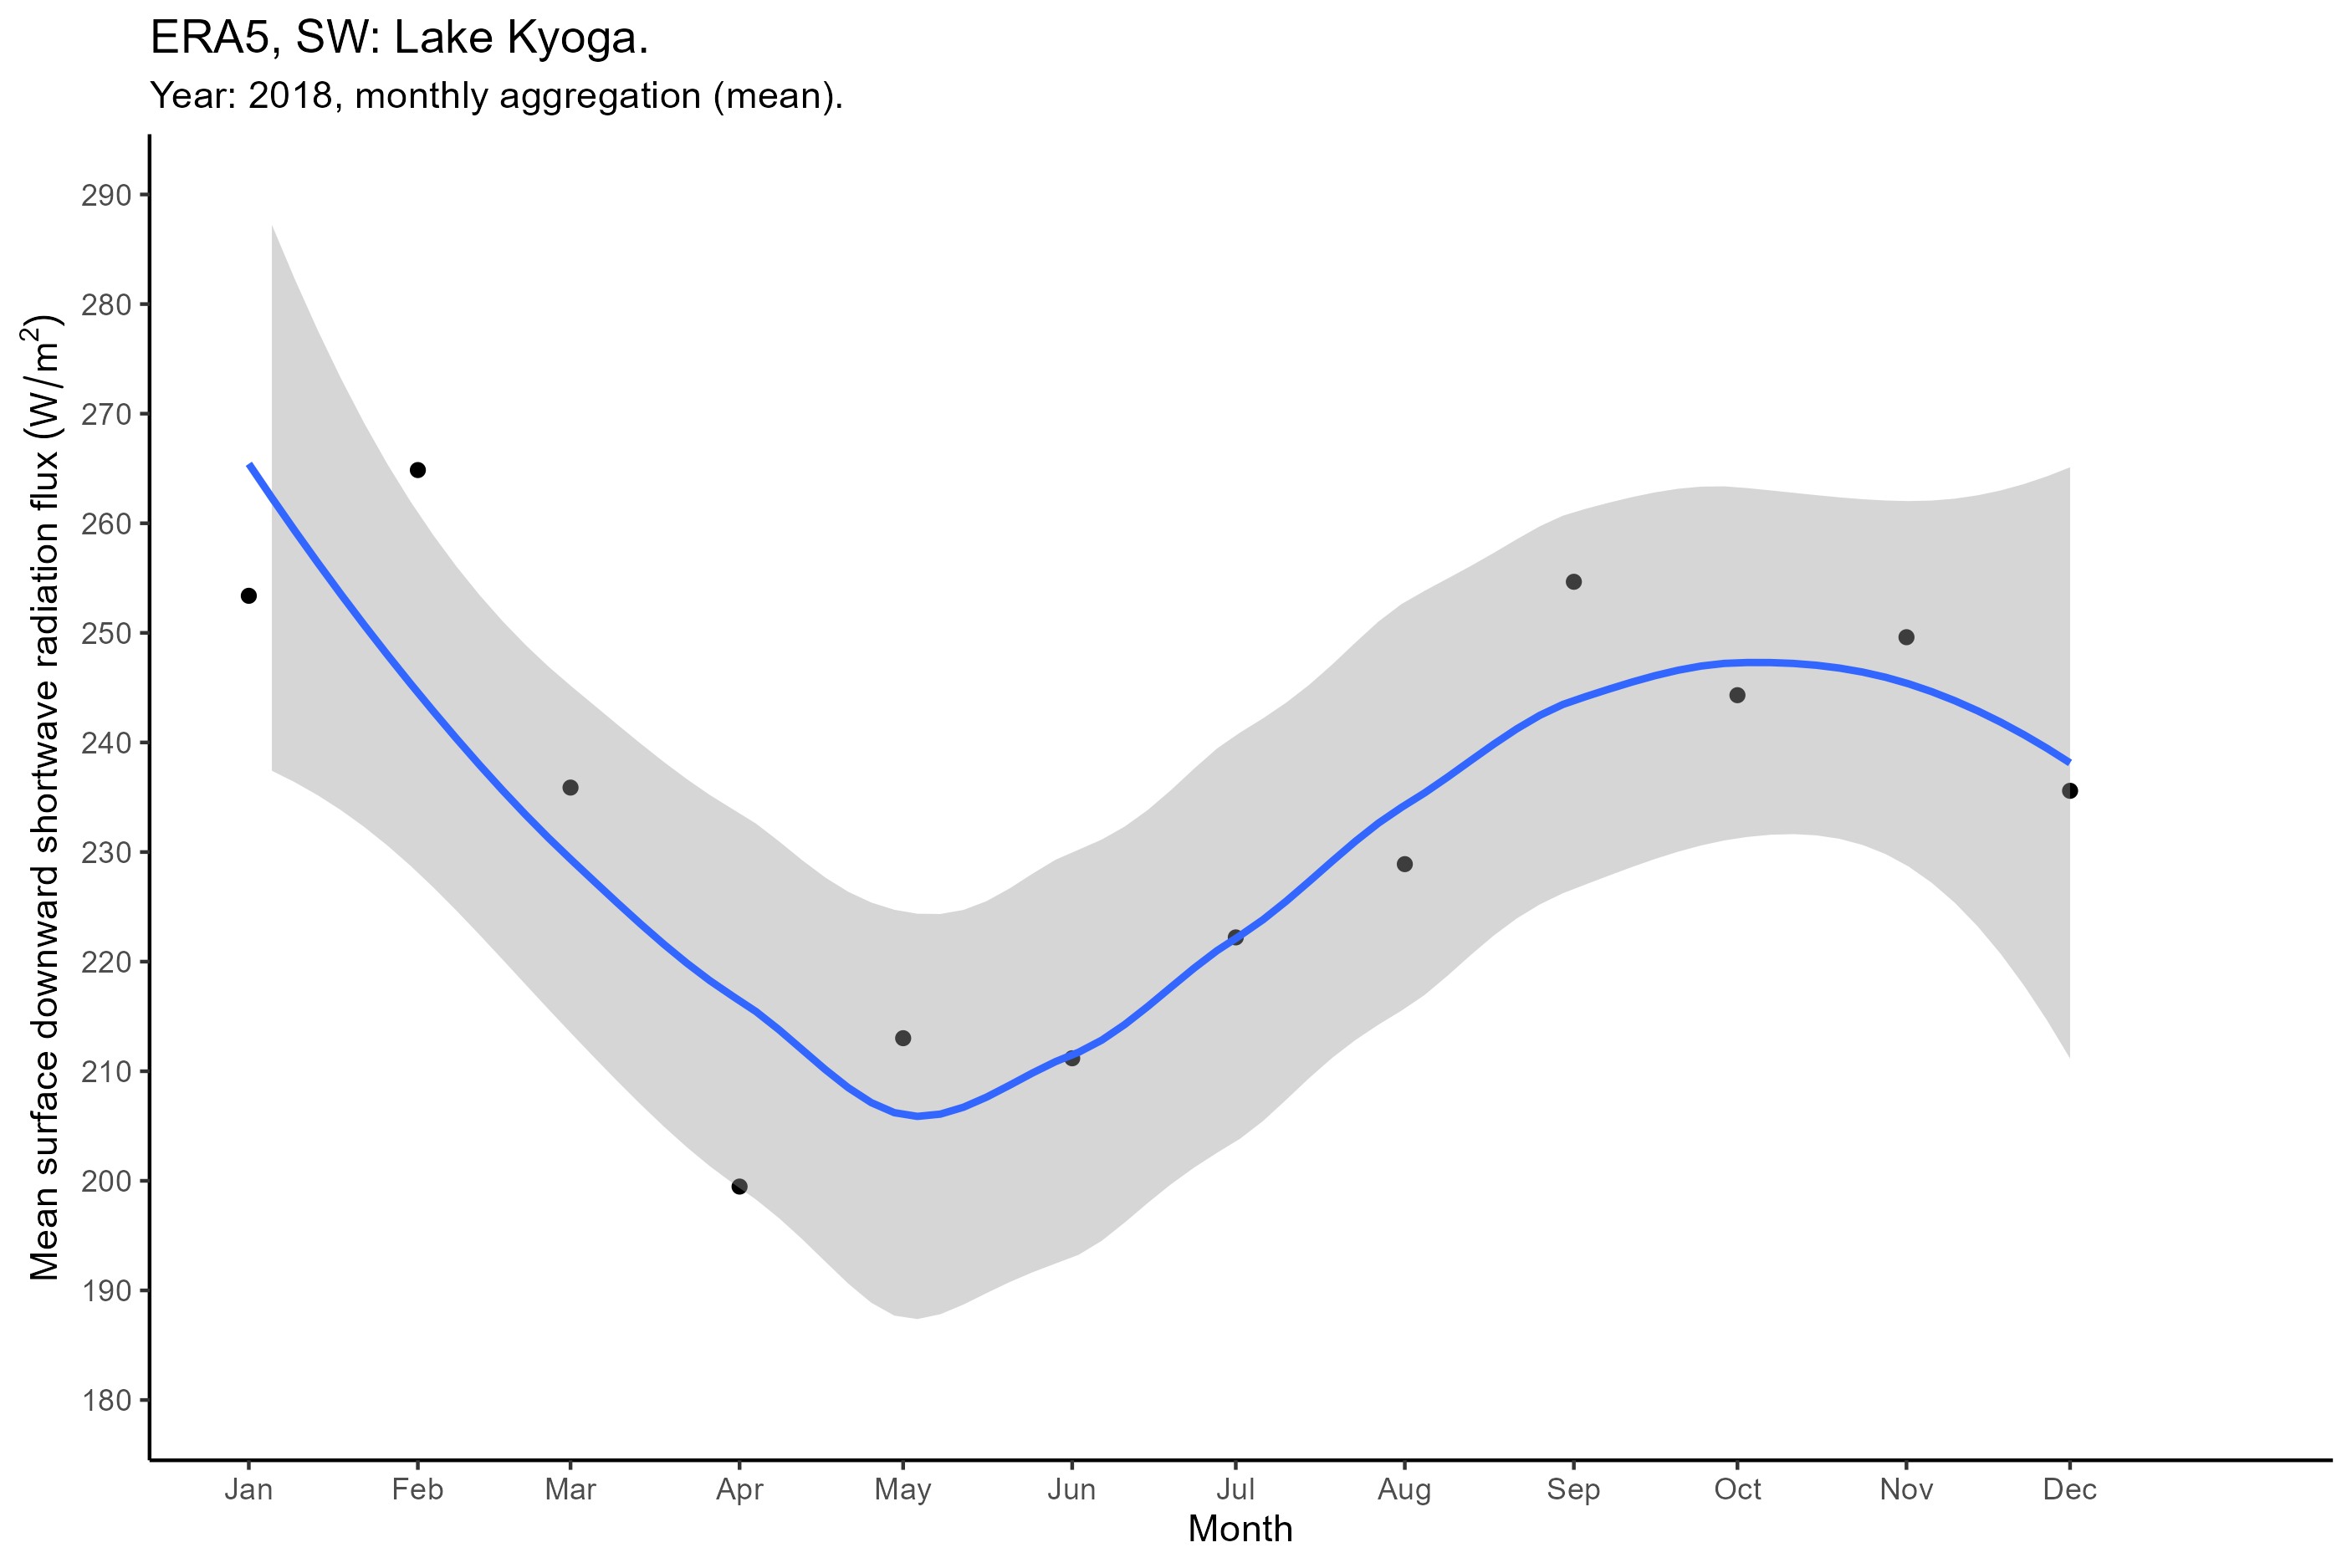 ERA5, SW: Lake Kyoga.
Year: 2018, monthly aggregation (mean).
Mean surface downward shortwave radiation flux (W/m²)
290
280
270
260
250
240
230
220
210
200
190
180
Jan Feb Mar Apr May Jun Jul Aug Sep Oct Nov Dec
Month